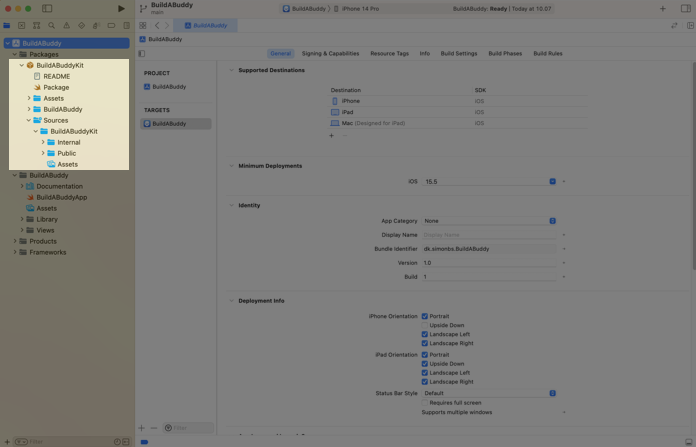 BuildABuddy
main
BuildABuddy
iPhone 14 Pro
BuildABuddy: Ready | Today at 10.07
BuildABuddy
BuildABuddy
BuildABuddy
Packages
BuildABuddyKit
README
Package
Assets
BuildABuddy
Sources
BuildABuddyKit
Internal
Public
Assets
BuildABuddy
Documentation
BuildABuddyApp
Assets
Library
Views
Products
Frameworks
Filter
PROJECT
BuildABuddy
TARGETS
BuildABuddy
Filter
General Signing & Capabilities Resource Tags Info Build Settings Build Phases Build Rules
Supported Destinations
Destination SDK
iPhone iOS
iPad iOS
Mac (Designed for iPad) iOS
Minimum Deployments
iOS 15.5
Identity
App Category None
Display Name Display Name
Bundle Identifier dk.simonbs.BuildABuddy
Version 1.0
Build 1
Deployment Info
iPhone Orientation Portrait
Upside Down
Landscape Left
Landscape Right
iPad Orientation Portrait
Upside Down
Landscape Left
Landscape Right
Status Bar Style Default
Requires full screen
Supports multiple windows